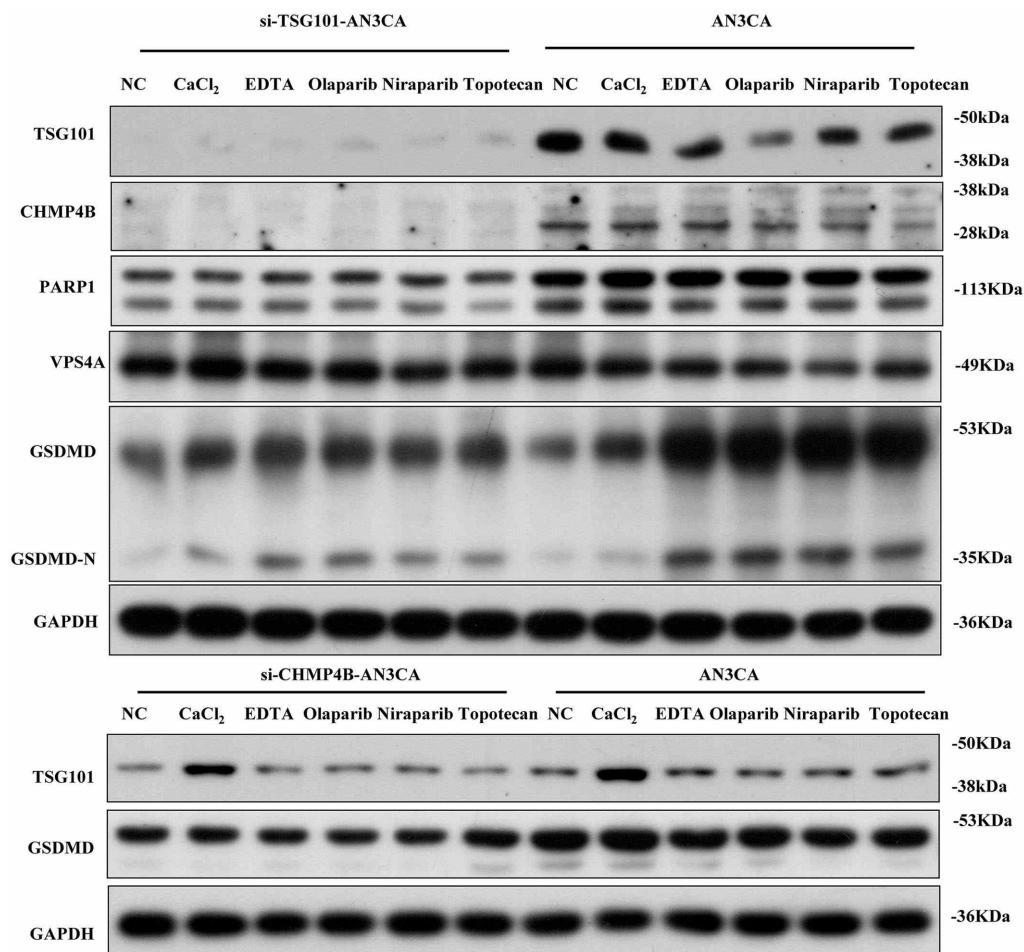 si-TSG101-AN3CA AN3CA
NC CaCl₂ EDTA Olaparib Niraparib Topotecan NC CaCl₂ EDTA Olaparib Niraparib Topotecan
-50kDa
TSG101
-38kDa
-38kDa
CHMP4B
-28kDa
PARP1 -113KDa
VPS4A -49KDa
-53KDa
GSDMD
GSDMD-N -35KDa
GAPDH -36KDa
si-CHMP4B-AN3CA AN3CA
NC CaCl₂ EDTA Olaparib Niraparib Topotecan NC CaCl₂ EDTA Olaparib Niraparib Topotecan
-50KDa
TSG101
-38kDa
-53KDa
GSDMD
-36KDa
GAPDH